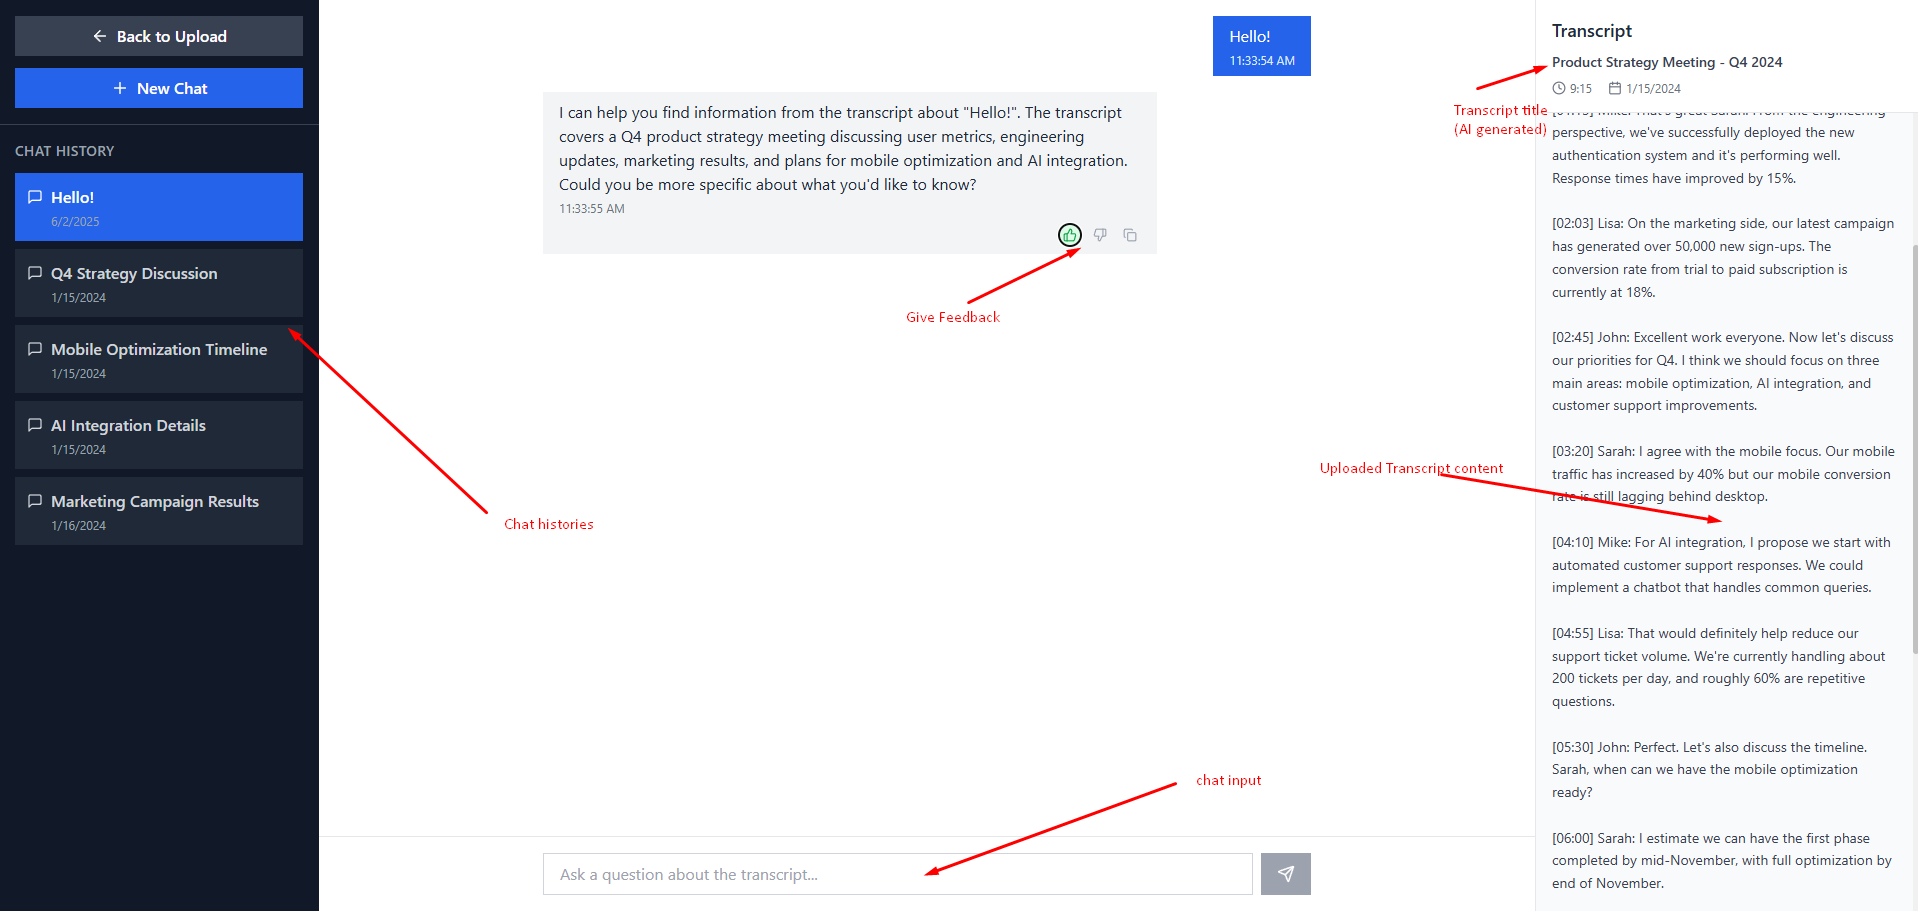 Back to Upload
New Chat
CHAT HISTORY
Hello!
6/2/2025
Q4 Strategy Discussion
1/15/2024
Mobile Optimization Timeline
1/15/2024
AI Integration Details
1/15/2024
Marketing Campaign Results
1/16/2024
Chat histories
Hello!
11:33:54 AM
I can help you find information from the transcript about "Hello!". The transcript
covers a Q4 product strategy meeting discussing user metrics, engineering
updates, marketing results, and plans for mobile optimization and AI integration.
Could you be more specific about what you'd like to know?
11:33:55 AM
Give Feedback
chat input
Ask a question about the transcript...
Transcript title
(AI generated)
Uploaded Transcript content
Transcript
Product Strategy Meeting - Q4 2024
9:15 1/15/2024
[01:15] Mike: That's great Sarah. From the engineering
perspective, we've successfully deployed the new
authentication system and it's performing well.
Response times have improved by 15%.
[02:03] Lisa: On the marketing side, our latest campaign
has generated over 50,000 new sign-ups. The
conversion rate from trial to paid subscription is
currently at 18%.
[02:45] John: Excellent work everyone. Now let's discuss
our priorities for Q4. I think we should focus on three
main areas: mobile optimization, AI integration, and
customer support improvements.
[03:20] Sarah: I agree with the mobile focus. Our mobile
traffic has increased by 40% but our mobile conversion
rate is still lagging behind desktop.
[04:10] Mike: For AI integration, I propose we start with
automated customer support responses. We could
implement a chatbot that handles common queries.
[04:55] Lisa: That would definitely help reduce our
support ticket volume. We're currently handling about
200 tickets per day, and roughly 60% are repetitive
questions.
[05:30] John: Perfect. Let's also discuss the timeline.
Sarah, when can we have the mobile optimization
ready?
[06:00] Sarah: I estimate we can have the first phase
completed by mid-November, with full optimization by
end of November.